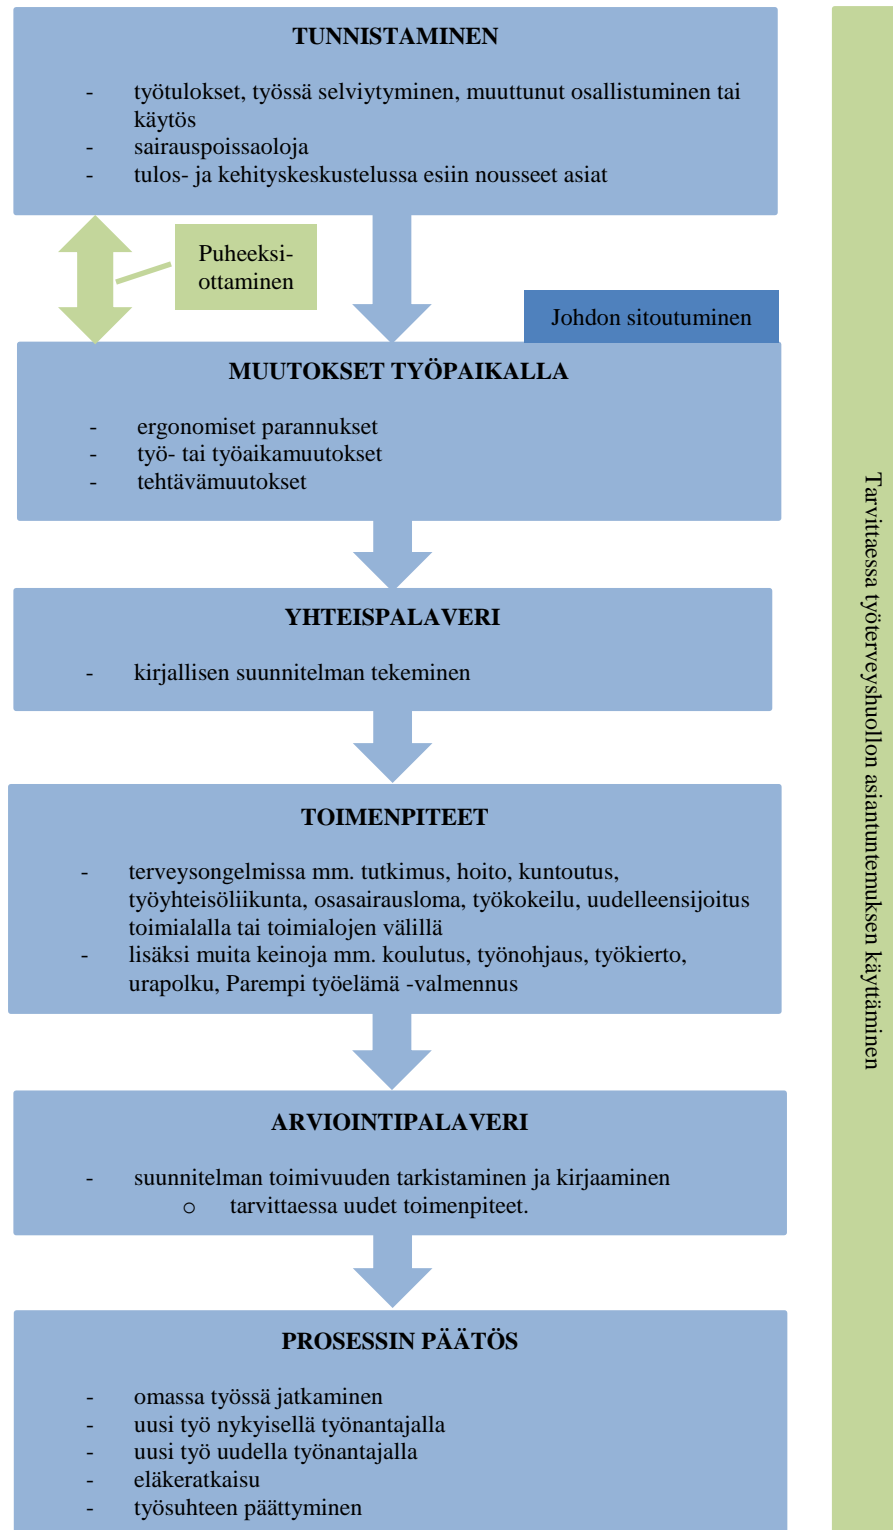 TUNNISTAMINEN
- työtulokset, työssä selviytyminen, muuttunut osallistuminen tai
käytös
- sairauspoissaoloja
- tulos- ja kehityskeskustelussa esiin nousseet asiat
Puheeksi-
ottaminen
Johdon sitoutuminen
MUUTOKSET TYÖPAIKALLA
- ergonomiset parannukset
- työ- tai työaikamuutokset
- tehtävämuutokset
YHTEISPALAVERI
- kirjallisen suunnitelman tekeminen
TOIMENPITEET
- terveysongelmissa mm. tutkimus, hoito, kuntoutus,
työyhteisöliikunta, osasairausloma, työkokeilu, uudelleensijoitus
toimialalla tai toimialojen välillä
- lisäksi muita keinoja mm. koulutus, työnohjaus, työkierto,
urapolku, Parempi työelämä -valmennus
ARVIOINTIPALAVERI
- suunnitelman toimivuuden tarkistaminen ja kirjaaminen
o tarvittaessa uudet toimenpiteet.
PROSESSIN PÄÄTÖS
- omassa työssä jatkaminen
- uusi työ nykyisellä työnantajalla
- uusi työ uudella työnantajalla
- eläkeratkaisu
- työsuhteen päättyminen
Tarvittaessa työterveyshuollon asiantuntemuksen käyttäminen